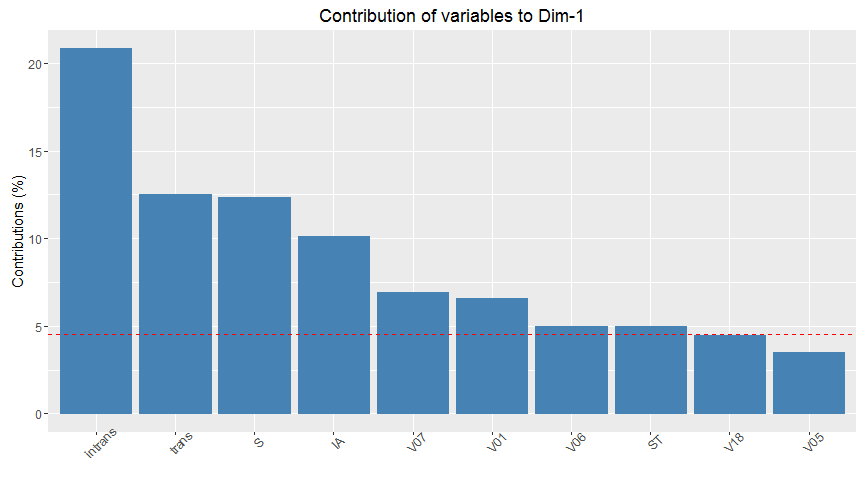 Contribution of variables to Dim-1
Contributions (%)
20
15
10
5
0
intrans
trans
S
IA
V07
V01
V06
ST
V18
V05